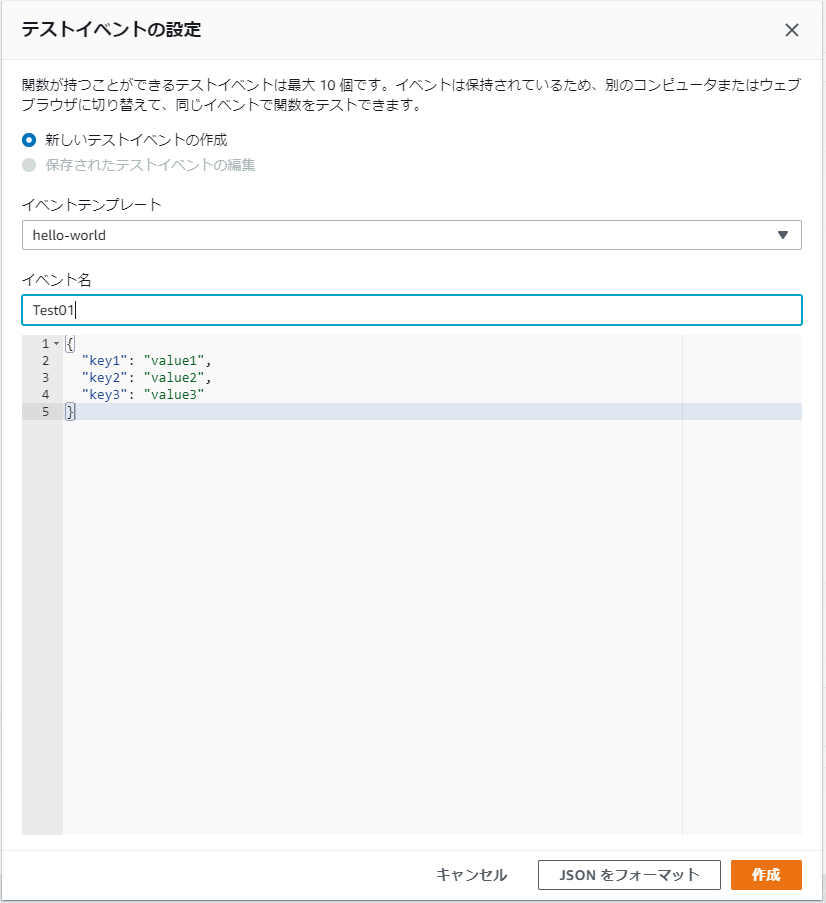 テストイベントの設定
関数が持つことができるテストイベントは最大 10 個です。イベントは保持されているため、別のコンピュータまたはウェブ
ブラウザに切り替えて、同じイベントで関数をテストできます。
新しいテストイベントの作成
保存されたテストイベントの編集
イベントテンプレート
hello-world
イベント名
Test01
1 {
2 "key1": "value1",
3 "key2": "value2",
4 "key3": "value3"
5 }
キャンセル
JSON をフォーマット
作成